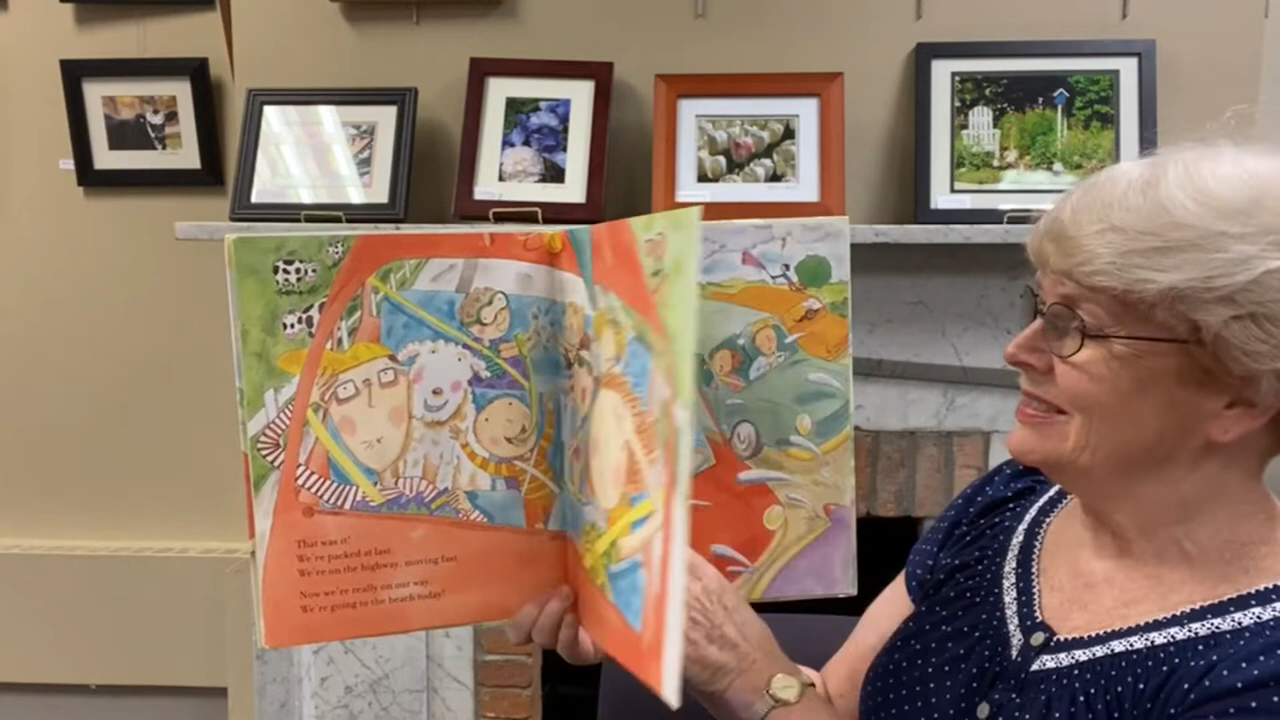 That was it!
We're packed at last.
We're on the highway, moving fast.
Now we're really on our way.
We're going to the beach today!